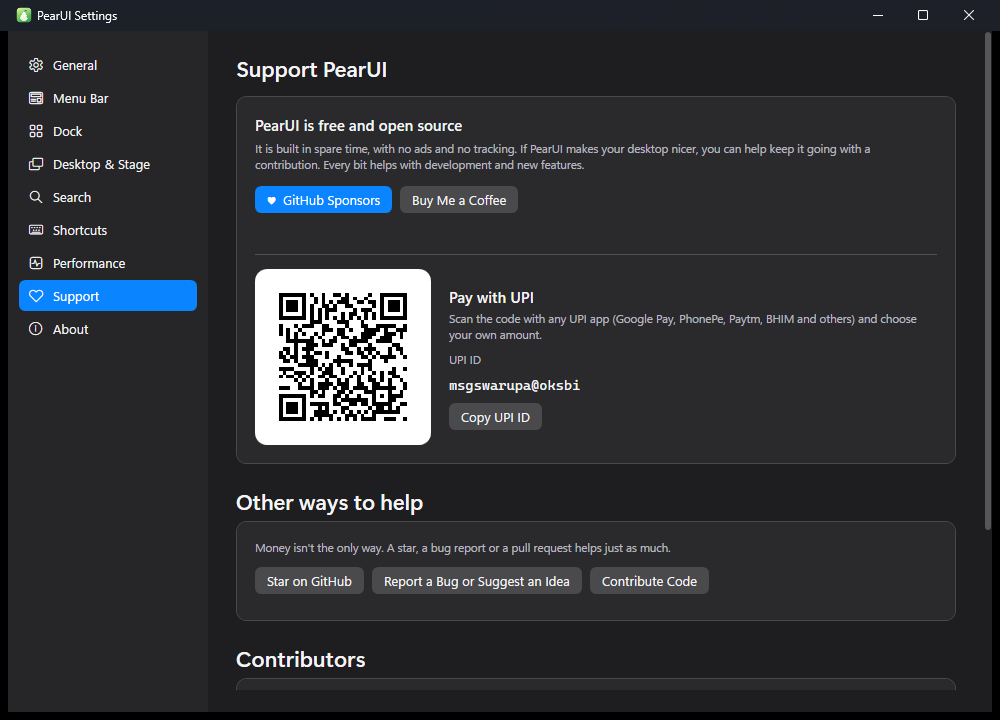 PearUI Settings
General
Menu Bar
Dock
Desktop & Stage
Search
Shortcuts
Performance
Support
About
Support PearUI
PearUI is free and open source
It is built in spare time, with no ads and no tracking. If PearUI makes your desktop nicer, you can help keep it going with a
contribution. Every bit helps with development and new features.
GitHub Sponsors
Buy Me a Coffee
Pay with UPI
Scan the code with any UPI app (Google Pay, PhonePe, Paytm, BHIM and others) and choose
your own amount.
UPI ID
msgswarupa@oksbi
Copy UPI ID
Other ways to help
Money isn't the only way. A star, a bug report or a pull request helps just as much.
Star on GitHub
Report a Bug or Suggest an Idea
Contribute Code
Contributors